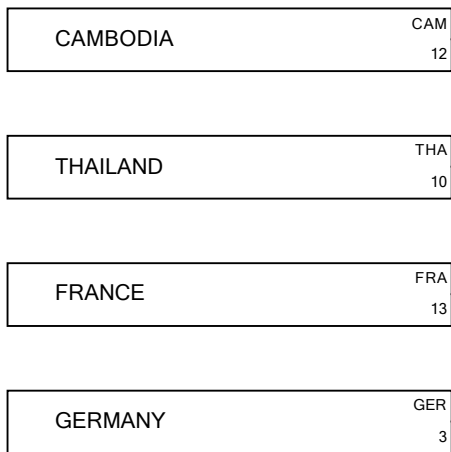 CAMBODIA CAM
12
THAILAND THA
10
FRANCE FRA
13
GERMANY GER
3